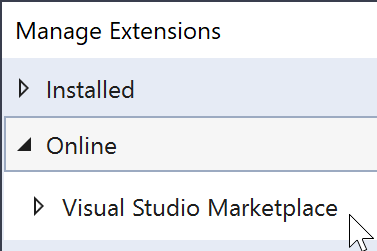 Manage Extensions
Installed
Online
Visual Studio Marketplace